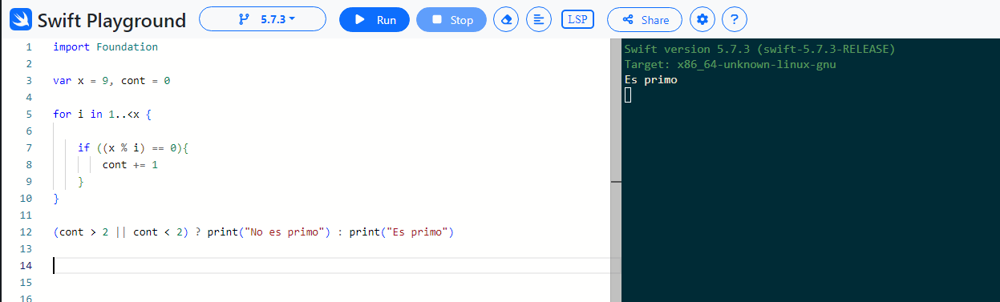 Swift Playground 5.7.3 Run Stop LSP Share ?
1 import Foundation
2
3 var x = 9, cont = 0
4
5 for i in 1..<x {
6
7 if ((x % i) == 0){
8 cont += 1
9 }
10 }
11
12 (cont > 2 || cont < 2) ? print("No es primo") : print("Es primo")
13
14
15
16
Swift version 5.7.3 (swift-5.7.3-RELEASE)
Target: x86_64-unknown-linux-gnu
Es primo